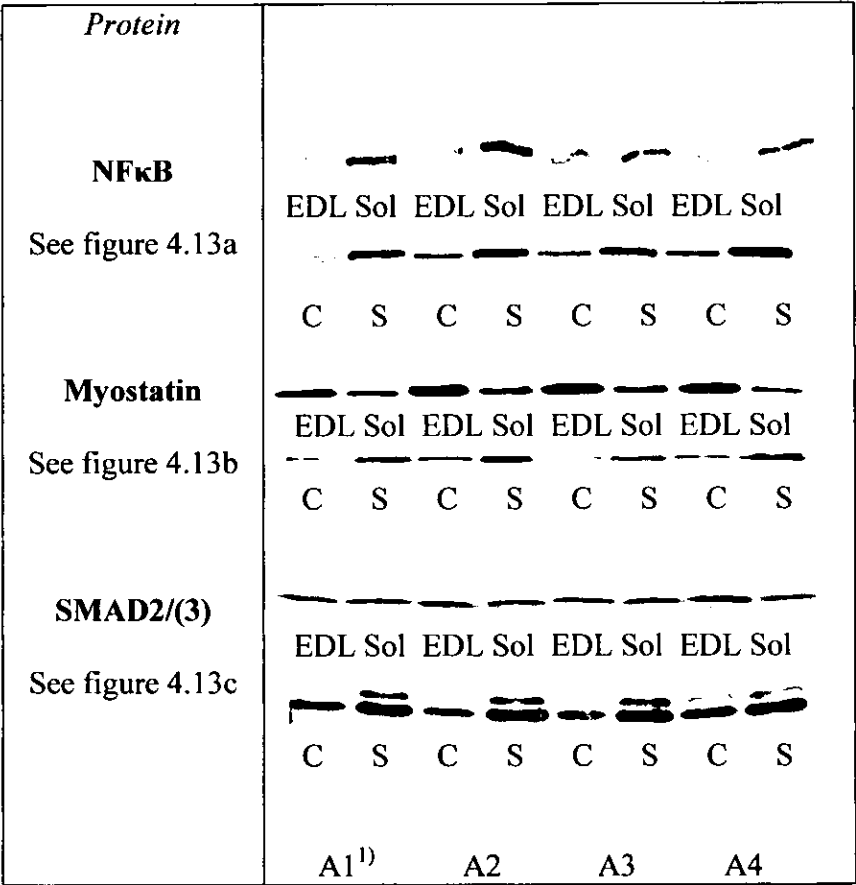 Protein
NFκB
EDL Sol EDL Sol EDL Sol EDL Sol
See figure 4.13a
C S C S C S C S
Myostatin
EDL Sol EDL Sol EDL Sol EDL Sol
See figure 4.13b
C S C S C S C S
SMAD2/(3)
EDL Sol EDL Sol EDL Sol EDL Sol
See figure 4.13c
C S C S C S C S
A1¹⁾ A2 A3 A4